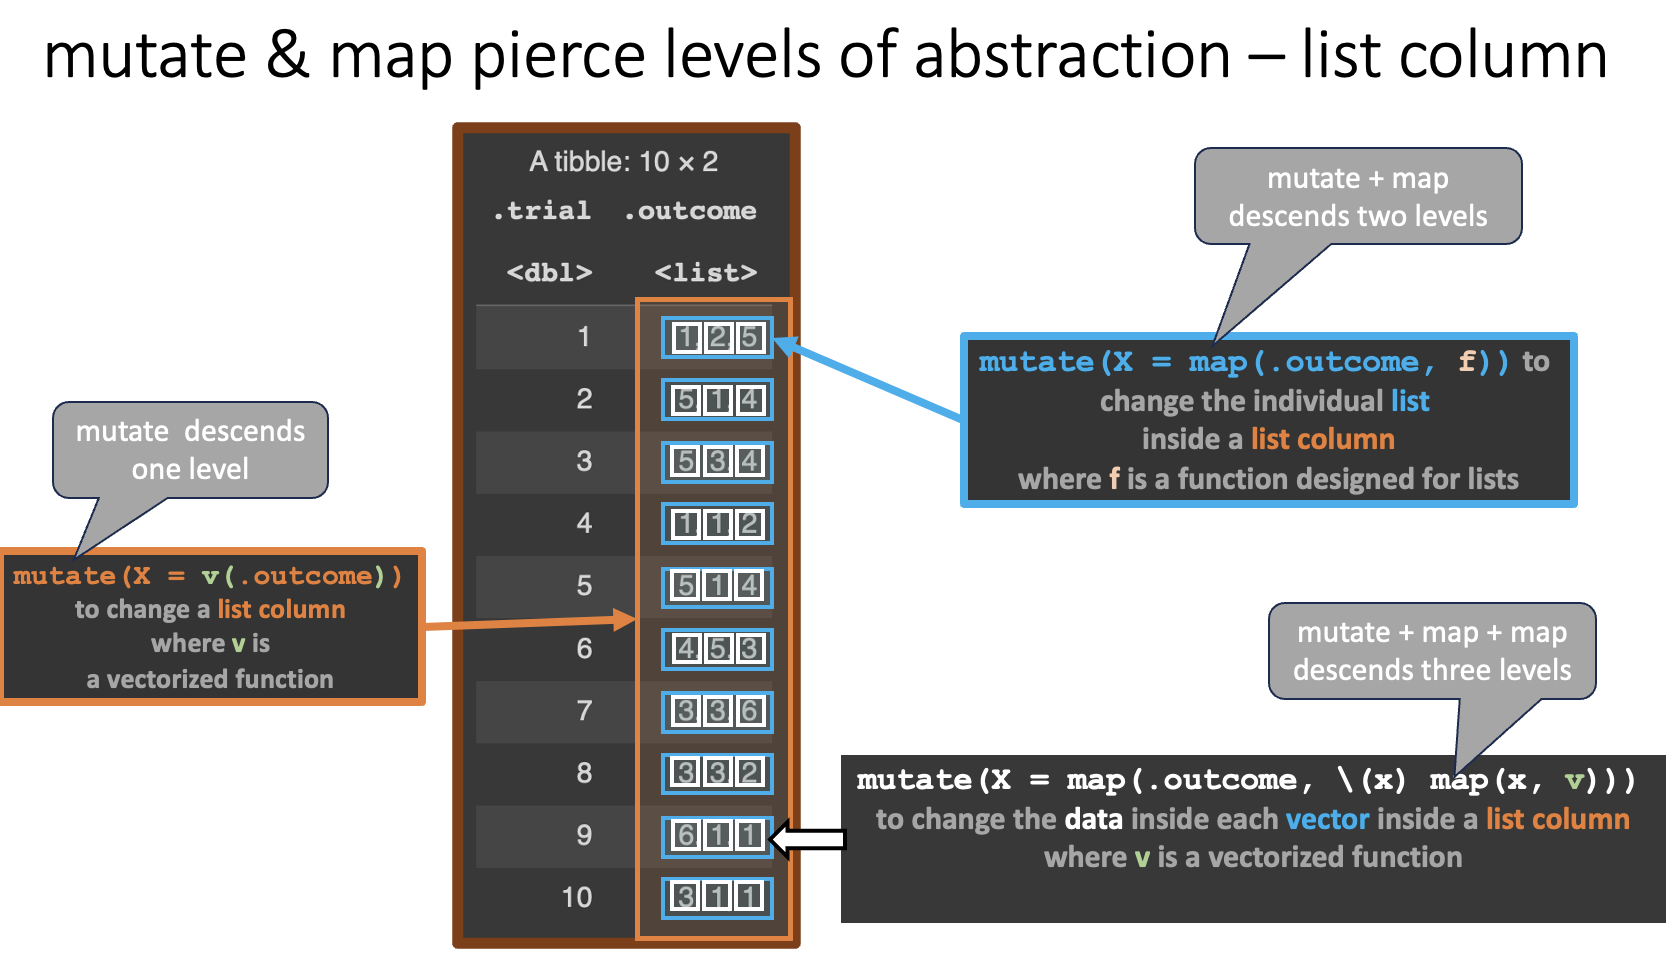 mutate & map pierce levels of abstraction – list column
A tibble: 10 × 2
.trial .outcome
<dbl> <list>
1 1 2 5
2 5 1 4
3 5 3 4
4 1 1 2
5 5 1 4
6 4 5 3
7 3 3 6
8 3 3 2
9 6 1 1
10 3 1 1
mutate descends
one level
mutate(X = v(.outcome))
to change a list column
where v is
a vectorized function
mutate + map
descends two levels
mutate(X = map(.outcome, f)) to
change the individual list
inside a list column
where f is a function designed for lists
mutate + map + map
descends three levels
mutate(X = map(.outcome, \(x) map(x, v)))
to change the data inside each vector inside a list column
where v is a vectorized function